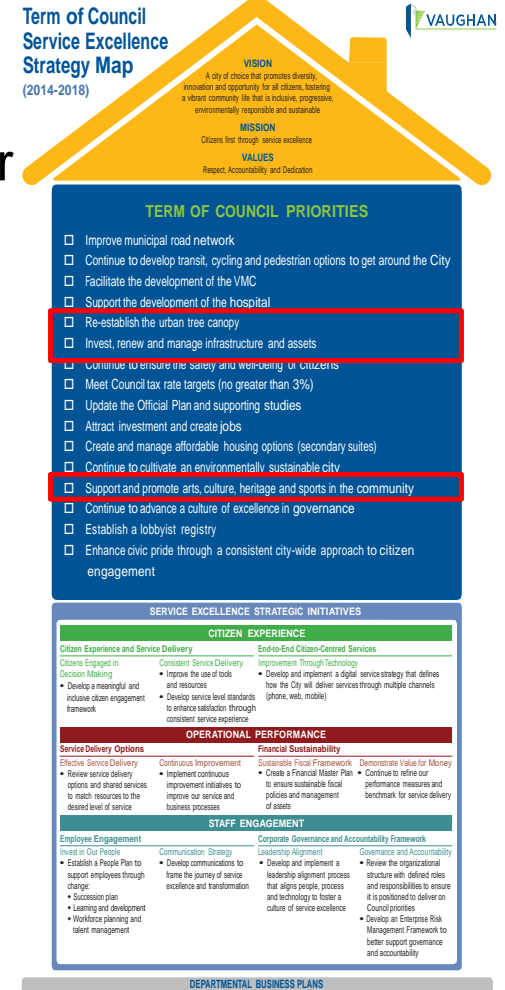 Term of Council
Service Excellence
Strategy Map
(2014-2018)
VAUGHAN
r
VISION
A city of choice that promotes diversity,
innovation and opportunity for all citizens, fostering
a vibrant community life that is inclusive, progressive,
environmentally responsible and sustainable
MISSION
Citizens first through service excellence
VALUES
Respect, Accountability and Dedication
TERM OF COUNCIL PRIORITIES
Improve municipal road network
Continue to develop transit, cycling and pedestrian options to get around the City
Facilitate the development of the VMC
Support the development of the hospital
Re-establish the urban tree canopy
Invest, renew and manage infrastructure and assets
Continue to ensure the safety and well-being of citizens
Meet Council tax rate targets (no greater than 3%)
Update the Official Plan and supporting studies
Attract investment and create jobs
Create and manage affordable housing options (secondary suites)
Continue to cultivate an environmentally sustainable city
Support and promote arts, culture, heritage and sports in the community
Continue to advance a culture of excellence in governance
Establish a lobbyist registry
Enhance civic pride through a consistent city-wide approach to citizen
engagement
SERVICE EXCELLENCE STRATEGIC INITIATIVES
CITIZEN EXPERIENCE
Citizen Experience and Service Delivery
Citizens Engaged in
Decision Making
• Develop a meaningful and
inclusive citizen engagement
framework
Consistent Service Delivery
• Improve the use of tools
and resources
• Develop service level standards
to enhance satisfaction through
consistent service experience
End-to-End Citizen-Centred Services
Improvement Through Technology
• Develop and implement a digital service strategy that defines
how the City will deliver services through multiple channels
(phone, web, mobile)
OPERATIONAL PERFORMANCE
Service Delivery Options
Effective Service Delivery
• Review service delivery
options and shared services
to match resources to the
desired level of service
Continuous Improvement
• Implement continuous
improvement initiatives to
improve our service and
business processes
Financial Sustainability
Sustainable Fiscal Framework
• Create a Financial Master Plan
to ensure sustainable fiscal
policies and management
of assets
Demonstrate Value for Money
• Continue to refine our
performance measures and
benchmark for service delivery
STAFF ENGAGEMENT
Employee Engagement
Invest in Our People
• Establish a People Plan to
support employees through
change:
• Succession plan
• Learning and development
• Workforce planning and
talent management
Communication Strategy
• Develop communications to
frame the journey of service
excellence and transformation
Corporate Governance and Accountability Framework
Leadership Alignment
• Develop and implement a
leadership alignment process
that aligns people, process
and technology to foster a
culture of service excellence
Governance and Accountability
• Review the organizational
structure with defined roles
and responsibilities to ensure
it is positioned to deliver on
Council priorities
• Develop an Enterprise Risk
Management Framework to
better support governance
and accountability
DEPARTMENTAL BUSINESS PLANS